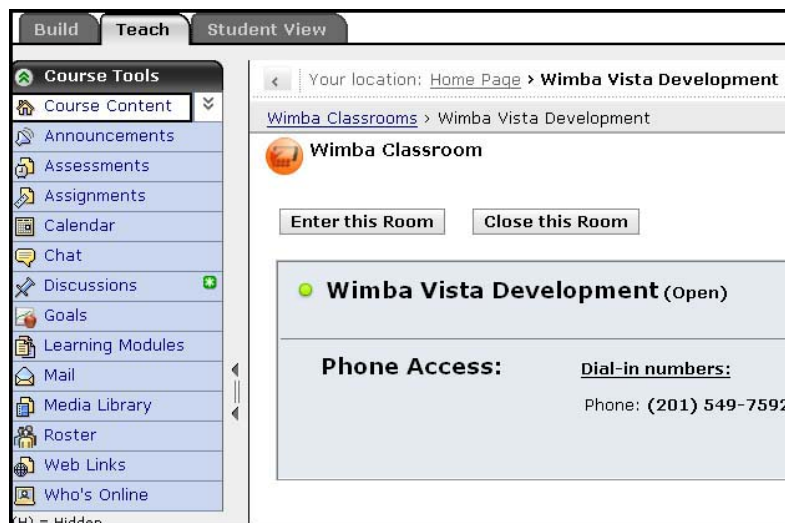 Build Teach Student View
Course Tools
Course Content
Announcements
Assessments
Assignments
Calendar
Chat
Discussions
Goals
Learning Modules
Mail
Media Library
Roster
Web Links
Who's Online
(H) = Hidden
Your location: Home Page › Wimba Vista Development
Wimba Classrooms › Wimba Vista Development
Wimba Classroom
Enter this Room Close this Room
Wimba Vista Development (Open)
Phone Access: Dial-in numbers:
Phone: (201) 549-7592